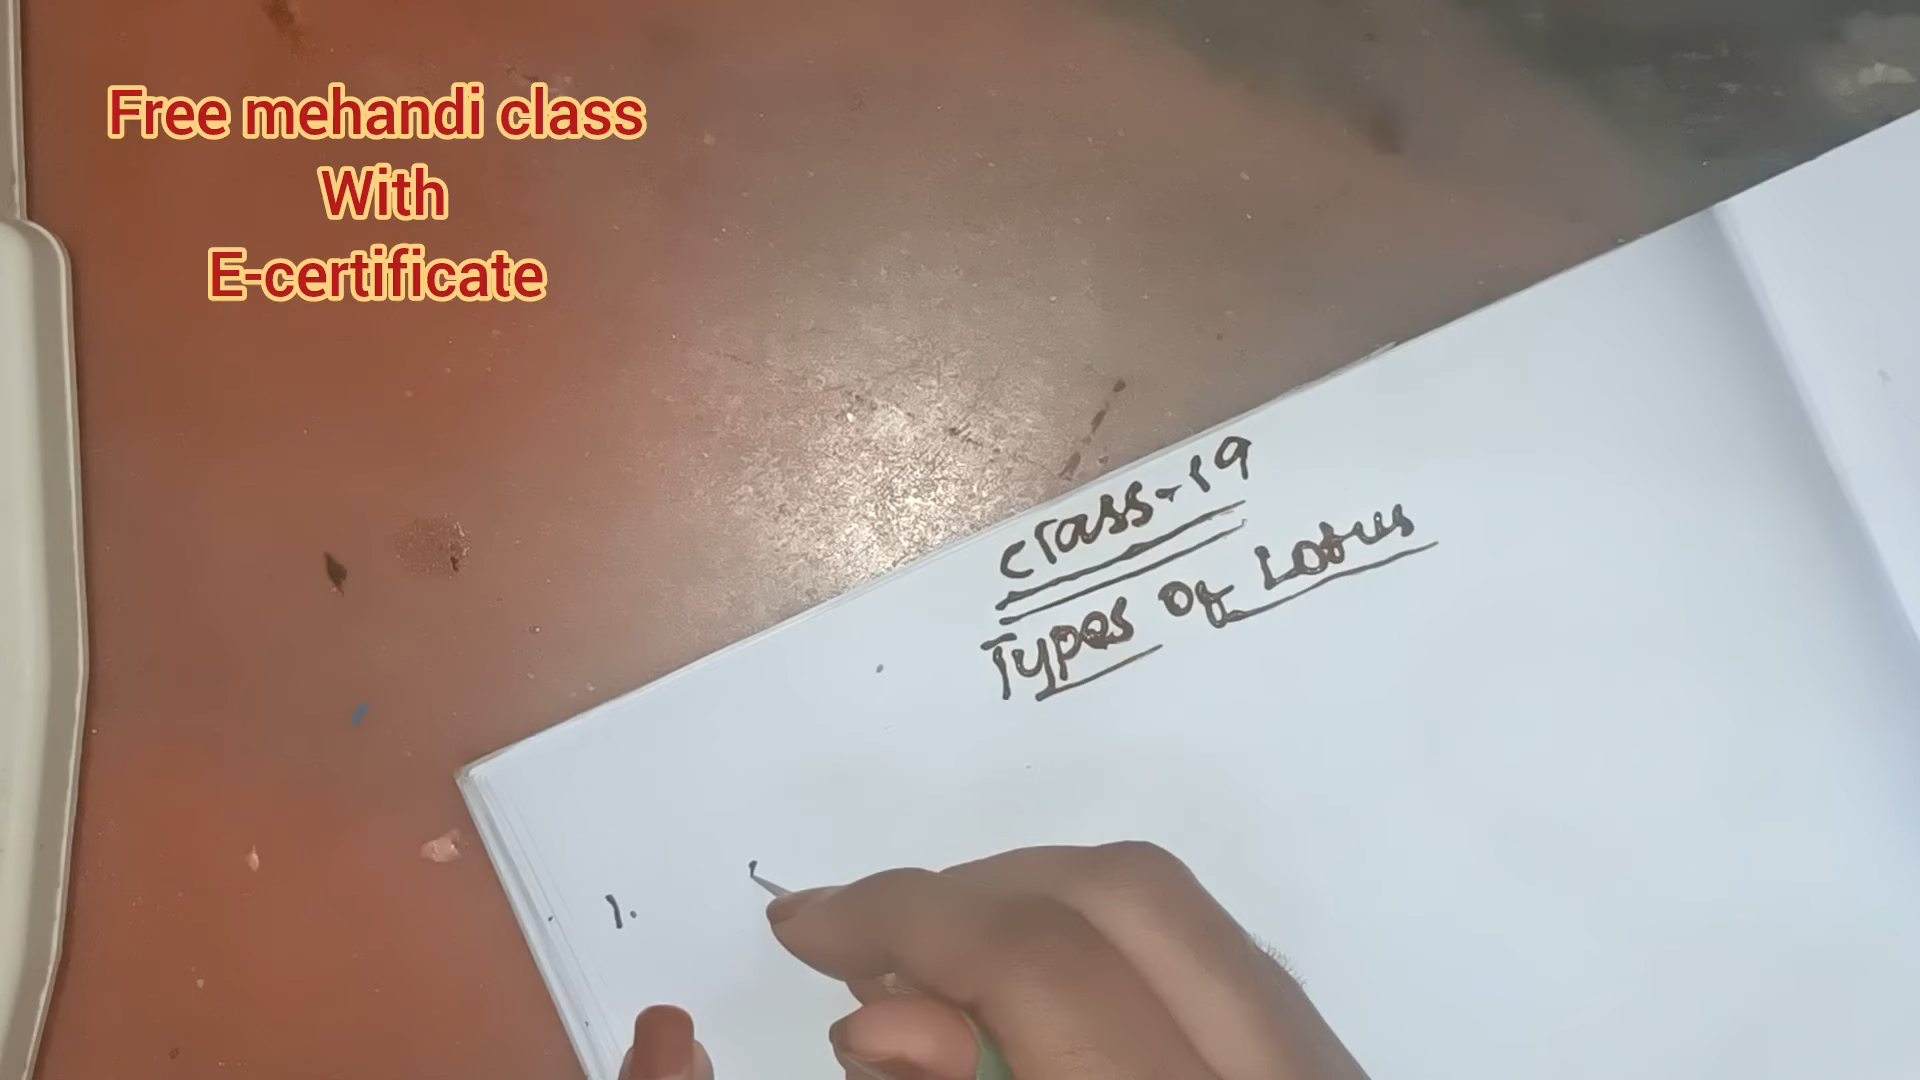 Free mehandi class
With
E-certificate
Class-19
Types of Lotus
1.